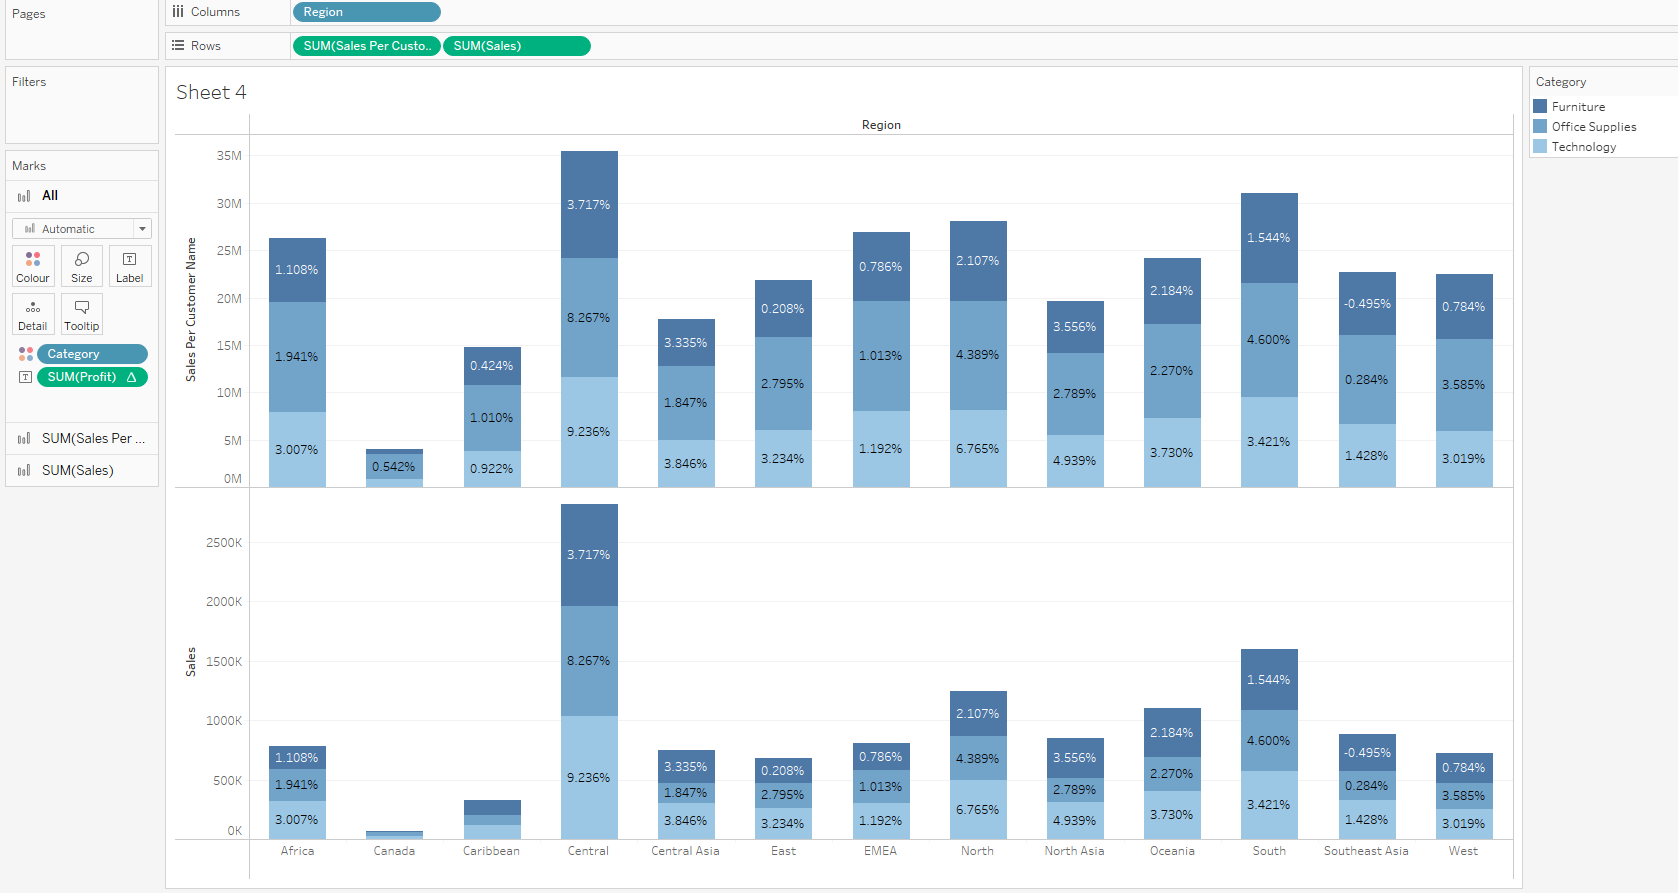 Pages
Columns
Region
Rows
SUM(Sales Per Custo..
SUM(Sales)
Filters
Marks
All
Automatic
Colour
Size
Label
Detail
Tooltip
Category
SUM(Profit)
SUM(Sales Per ...
SUM(Sales)
Sheet 4
Region
Sales Per Customer Name
35M
30M
25M
20M
15M
10M
5M
0M
1.108%
1.941%
3.007%
0.542%
0.424%
1.010%
0.922%
3.717%
8.267%
9.236%
3.335%
1.847%
3.846%
0.208%
2.795%
3.234%
0.786%
1.013%
1.192%
2.107%
4.389%
6.765%
3.556%
2.789%
4.939%
2.184%
2.270%
3.730%
1.544%
4.600%
3.421%
-0.495%
0.284%
1.428%
0.784%
3.585%
3.019%
Sales
2500K
2000K
1500K
1000K
500K
0K
1.108%
1.941%
3.007%
3.717%
8.267%
9.236%
3.335%
1.847%
3.846%
0.208%
2.795%
3.234%
0.786%
1.013%
1.192%
2.107%
4.389%
6.765%
3.556%
2.789%
4.939%
2.184%
2.270%
3.730%
1.544%
4.600%
3.421%
-0.495%
0.284%
1.428%
0.784%
3.585%
3.019%
Africa
Canada
Caribbean
Central
Central Asia
East
EMEA
North
North Asia
Oceania
South
Southeast Asia
West
Category
Furniture
Office Supplies
Technology